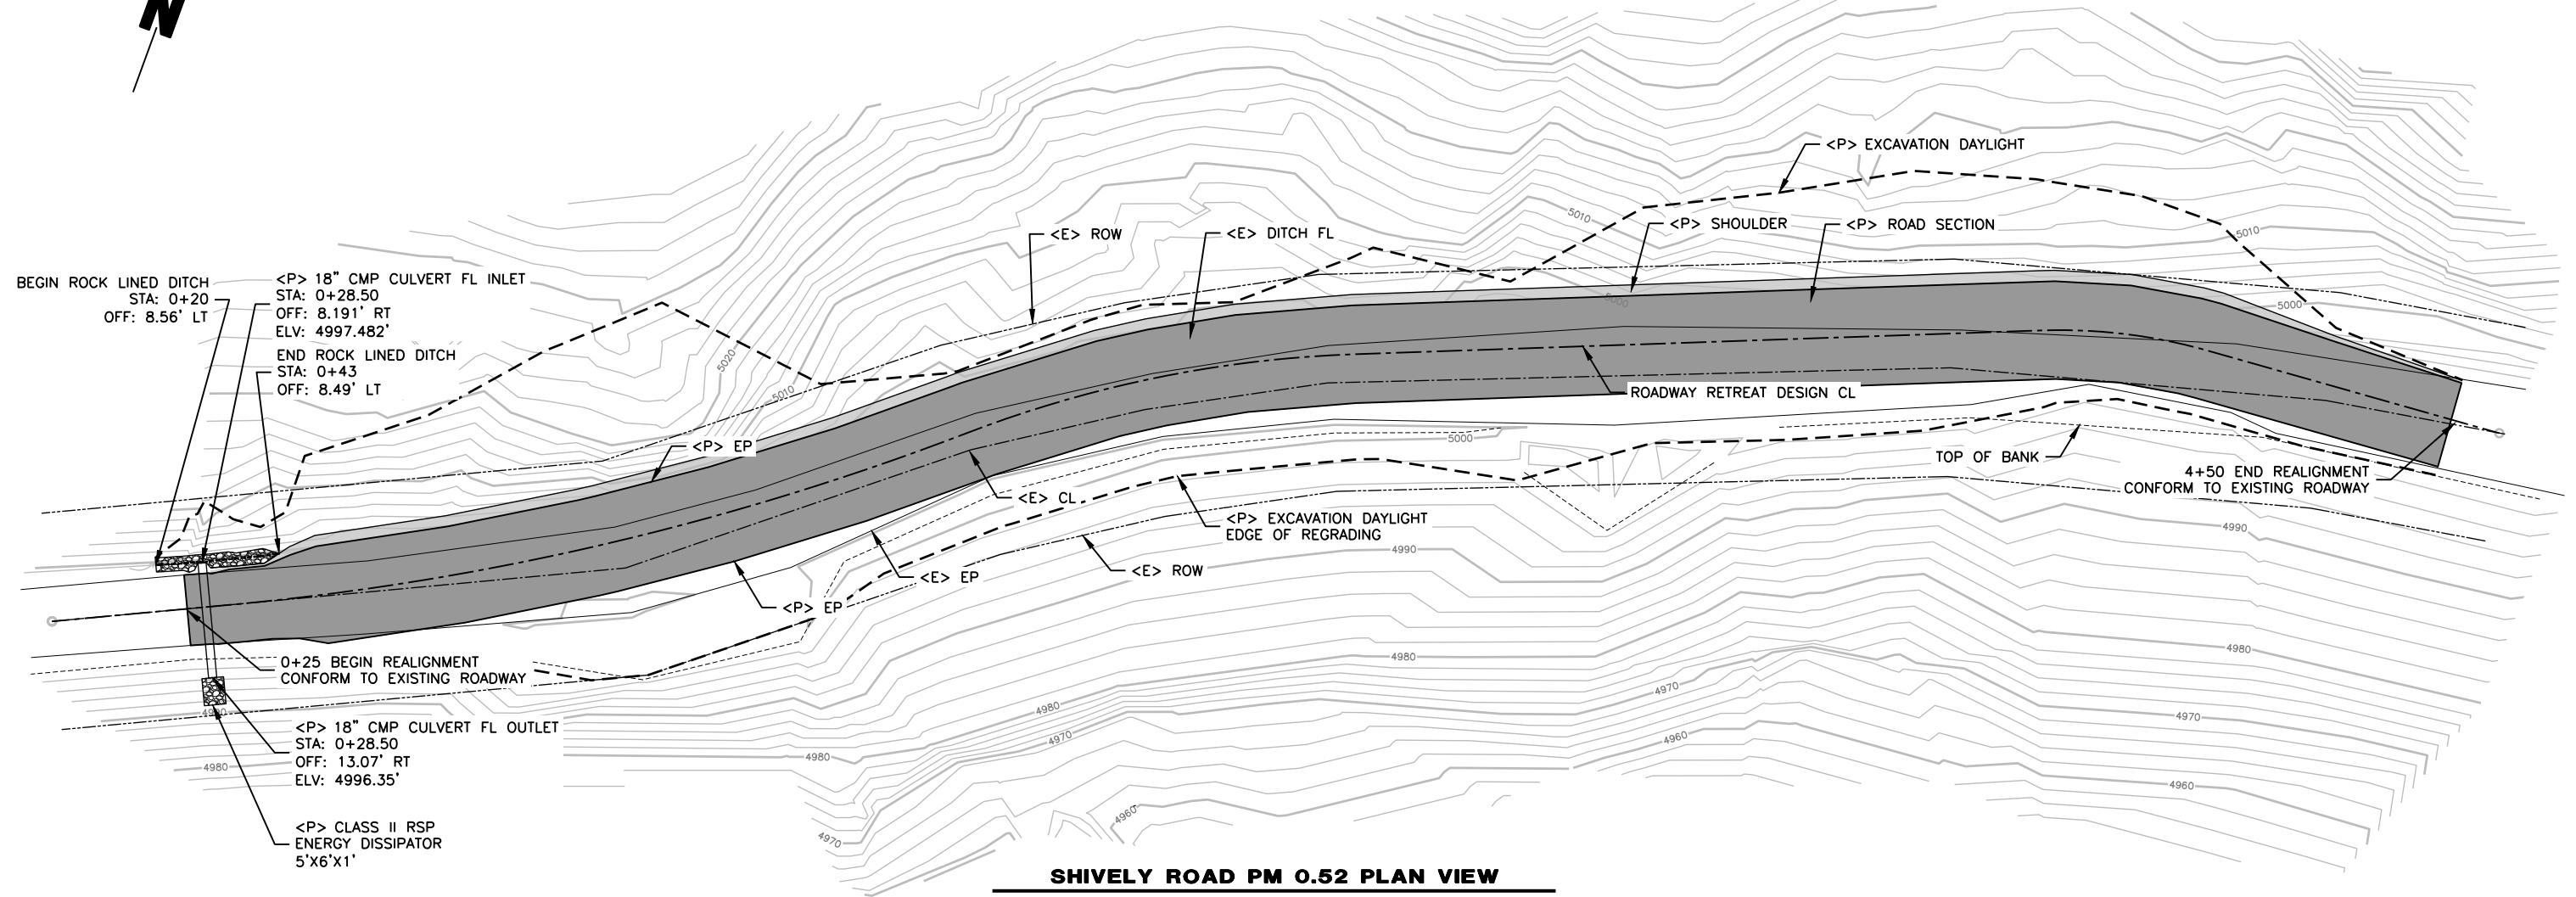 N
<P> EXCAVATION DAYLIGHT
<P> SHOULDER
<P> ROAD SECTION
<E> ROW
<E> DITCH FL
5010
5010
5000
5000
BEGIN ROCK LINED DITCH
STA: 0+20
OFF: 8.56' LT
<P> 18" CMP CULVERT FL INLET
STA: 0+28.50
OFF: 8.191' RT
ELV: 4997.482'
END ROCK LINED DITCH
STA: 0+43
OFF: 8.49' LT
5020
5010
ROADWAY RETREAT DESIGN CL
<P> EP
5000
TOP OF BANK
4+50 END REALIGNMENT
CONFORM TO EXISTING ROADWAY
<E> CL
<P> EXCAVATION DAYLIGHT
EDGE OF REGRADING
4990
4990
<E> EP
<E> ROW
<P> EP
0+25 BEGIN REALIGNMENT
CONFORM TO EXISTING ROADWAY
4980
4980
4970
4990
4980
4970
4970
4960
<P> 18" CMP CULVERT FL OUTLET
STA: 0+28.50
OFF: 13.07' RT
ELV: 4996.35'
4980
4980
4960
4960
4970
<P> CLASS II RSP
ENERGY DISSIPATOR
5'X6'X1'
SHIVELY ROAD PM 0.52 PLAN VIEW